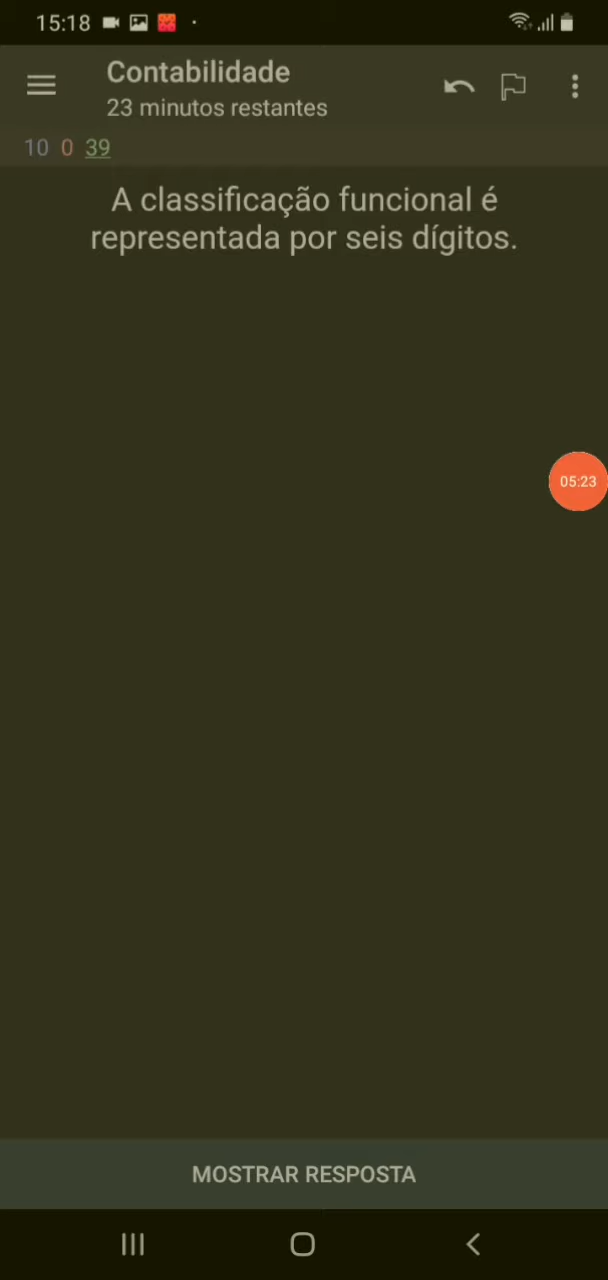 15:18
Contabilidade
23 minutos restantes
10 0 39
A classificação funcional é
representada por seis dígitos.
05:23
MOSTRAR RESPOSTA